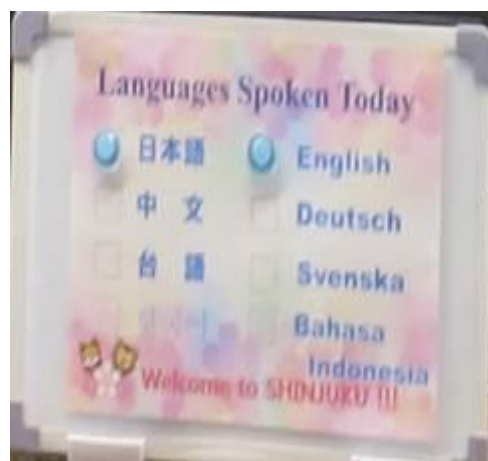 Languages Spoken Today
日本語 English
中 文 Deutsch
台 語 Svenska
Bahasa
Indonesia
Welcome to SHINJUKU !!!